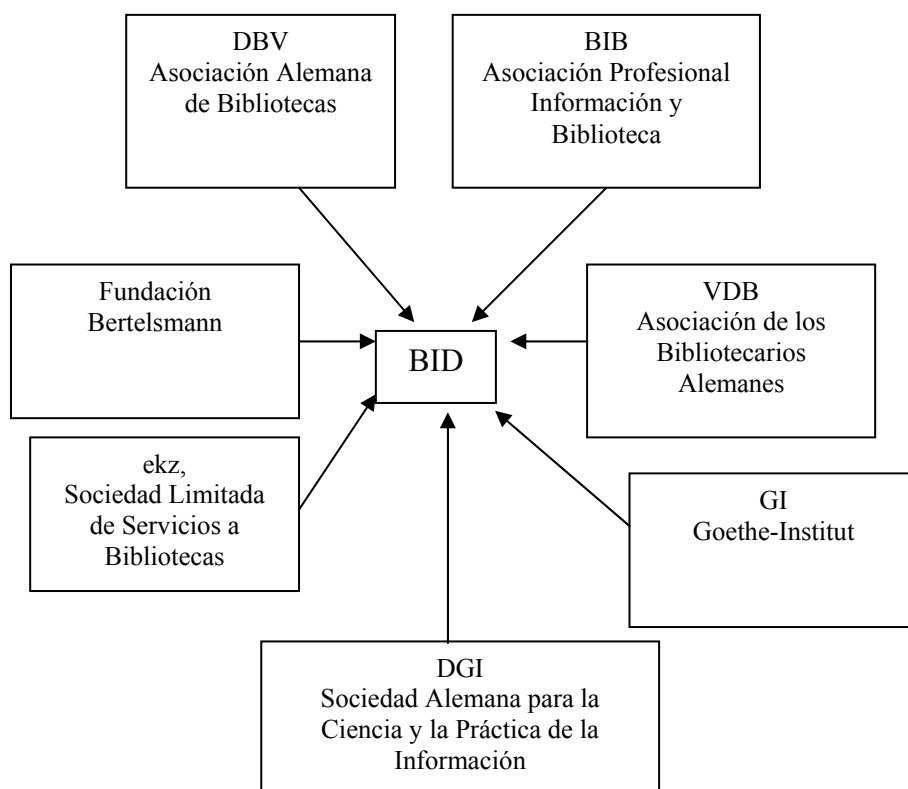 DBV
Asociación Alemana
de Bibliotecas
BIB
Asociación Profesional
Información y
Biblioteca
Fundación
Bertelsmann
BID
VDB
Asociación de los
Bibliotecarios
Alemanes
ekz,
Sociedad Limitada
de Servicios a
Bibliotecas
GI
Goethe-Institut
DGI
Sociedad Alemana para la
Ciencia y la Práctica de la
Información